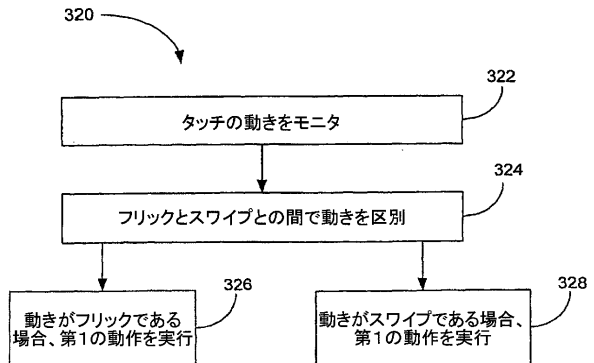 320
322
タッチの動きをモニタ
324
フリックとスワイプとの間で動きを区別
326
動きがフリックである
場合、第1の動作を実行
328
動きがスワイプである場合、
第1の動作を実行